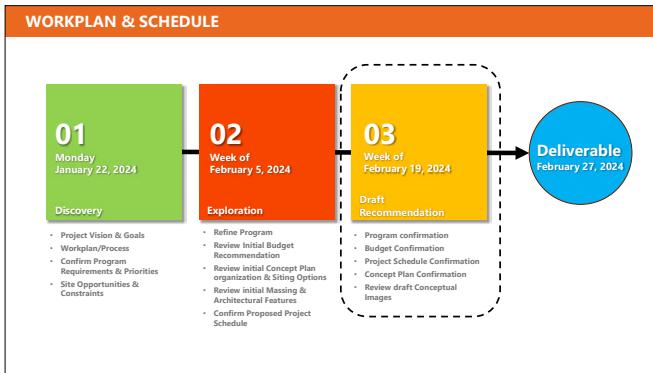 WORKPLAN & SCHEDULE
01
Monday
January 22, 2024
Discovery
• Project Vision & Goals
• Workplan/Process
• Confirm Program
Requirements & Priorities
• Site Opportunities &
Constraints
02
Week of
February 5, 2024
Exploration
• Refine Program
• Review Initial Budget
Recommendation
• Review initial Concept Plan
organization & Siting Options
• Review initial Massing &
Architectural Features
• Confirm Proposed Project
Schedule
03
Week of
February 19, 2024
Draft
Recommendation
• Program confirmation
• Budget Confirmation
• Project Schedule Confirmation
• Concept Plan Confirmation
• Review draft Conceptual
Images
Deliverable
February 27, 2024